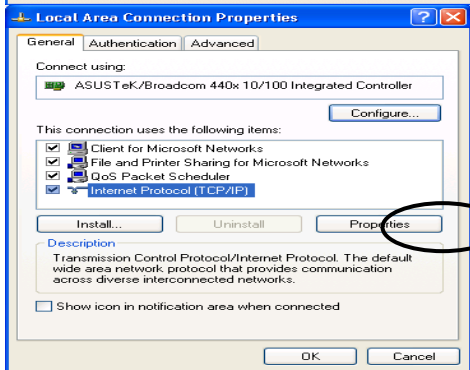 Local Area Connection Properties
General Authentication Advanced
Connect using:
ASUSTeK/Broadcom 440x 10/100 Integrated Controller
Configure...
This connection uses the following items:
Client for Microsoft Networks
File and Printer Sharing for Microsoft Networks
QoS Packet Scheduler
Internet Protocol (TCP/IP)
Install... Uninstall Properties
Description
Transmission Control Protocol/Internet Protocol. The default
wide area network protocol that provides communication
across diverse interconnected networks.
Show icon in notification area when connected
OK Cancel